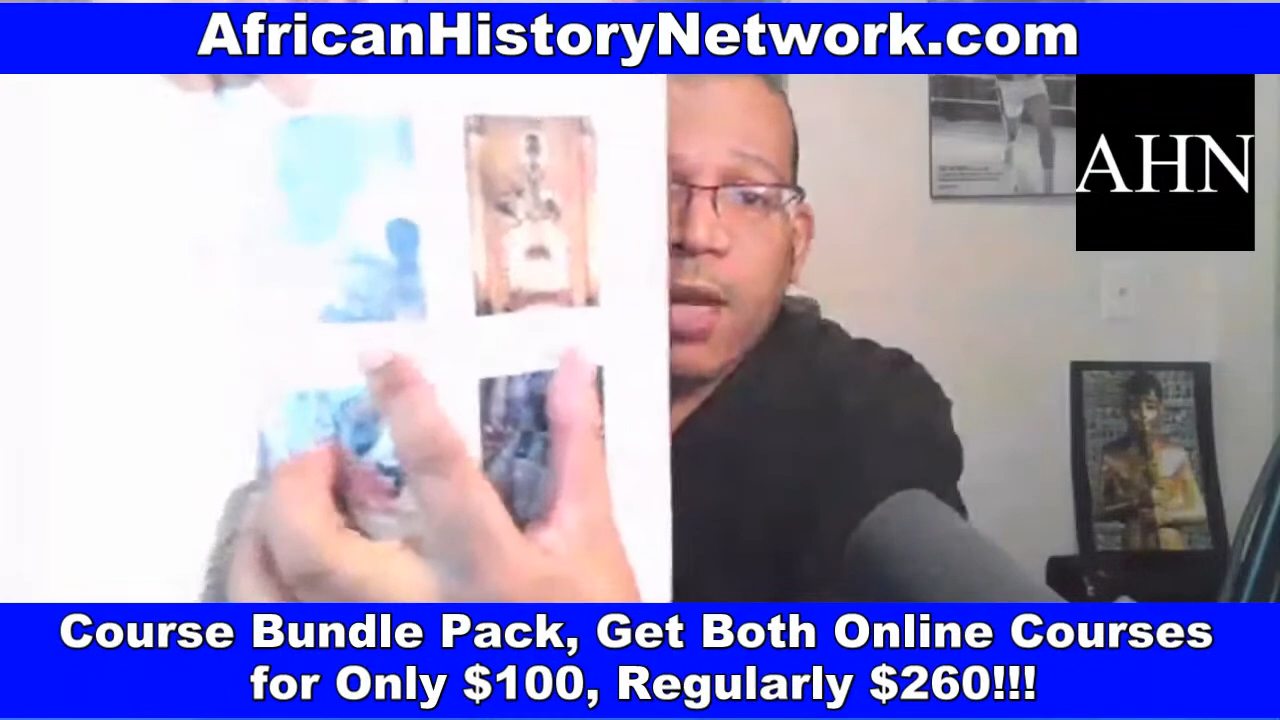 AfricanHistoryNetwork.com
AHN
Course Bundle Pack, Get Both Online Courses
for Only $100, Regularly $260!!!